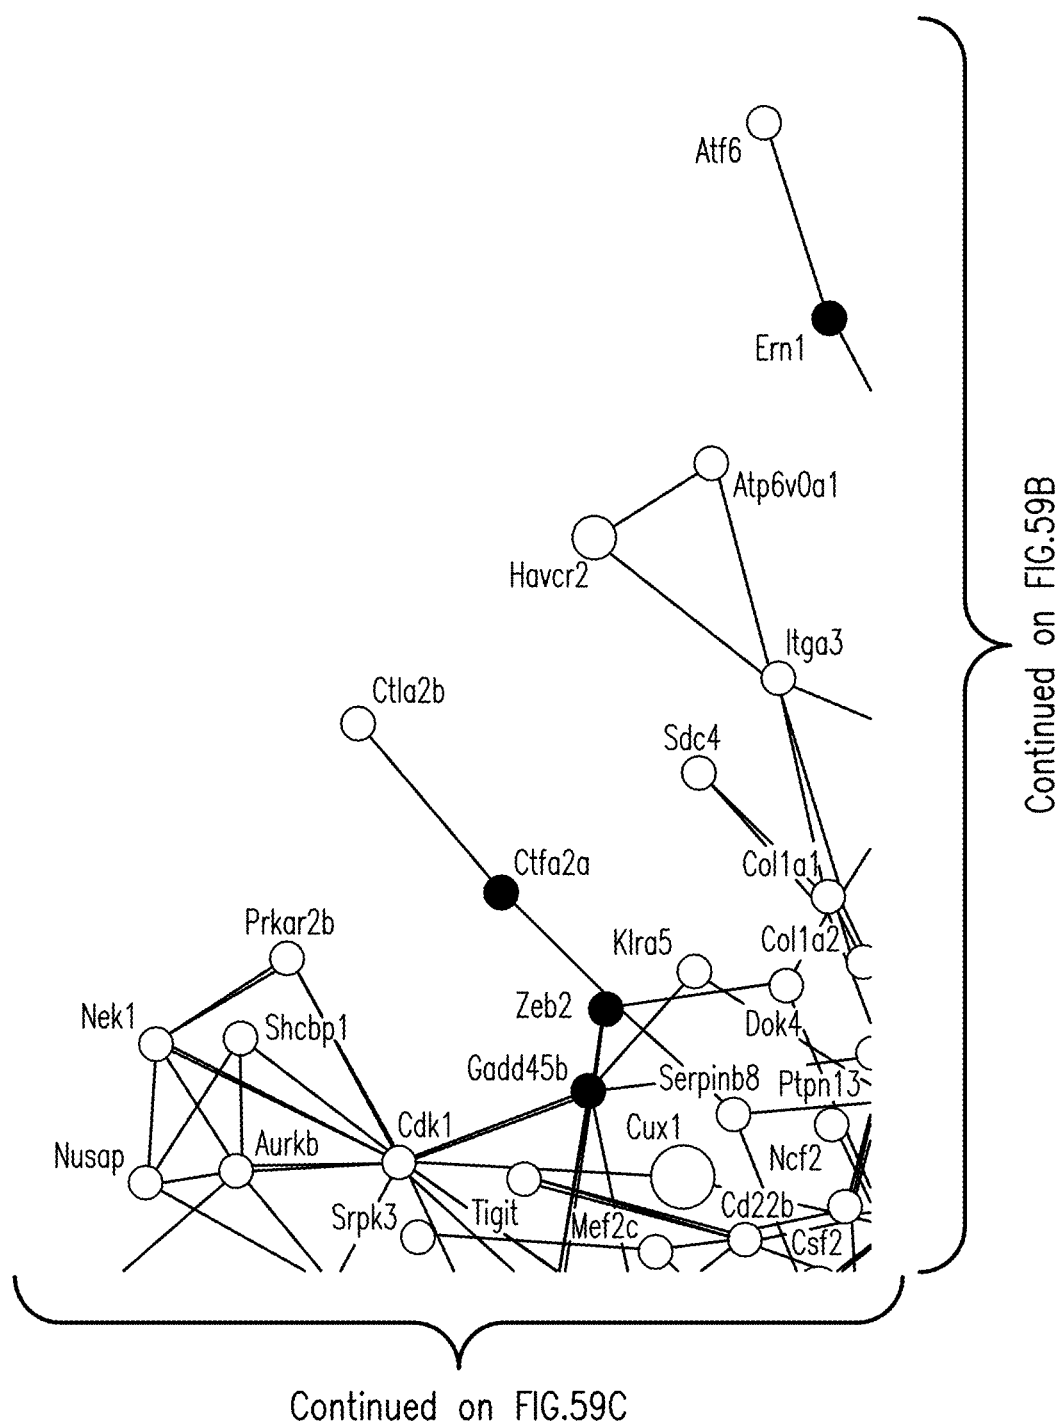 Atf6
Ern1
Atp6v0a1
Havcr2
Itga3
Ctla2b
Sdc4
Col1a1
Ctfa2a
Prkar2b
Klra5
Col1a2
Nek1
Shcbp1
Zeb2
Dok4
Gadd45b
Serpinb8
Ptpn13
Cdk1
Cux1
Nusap
Aurkb
Ncf2
Srpk3
Tigit
Mef2c
Cd22b
Csf2
Continued on FIG.59B
Continued on FIG.59C